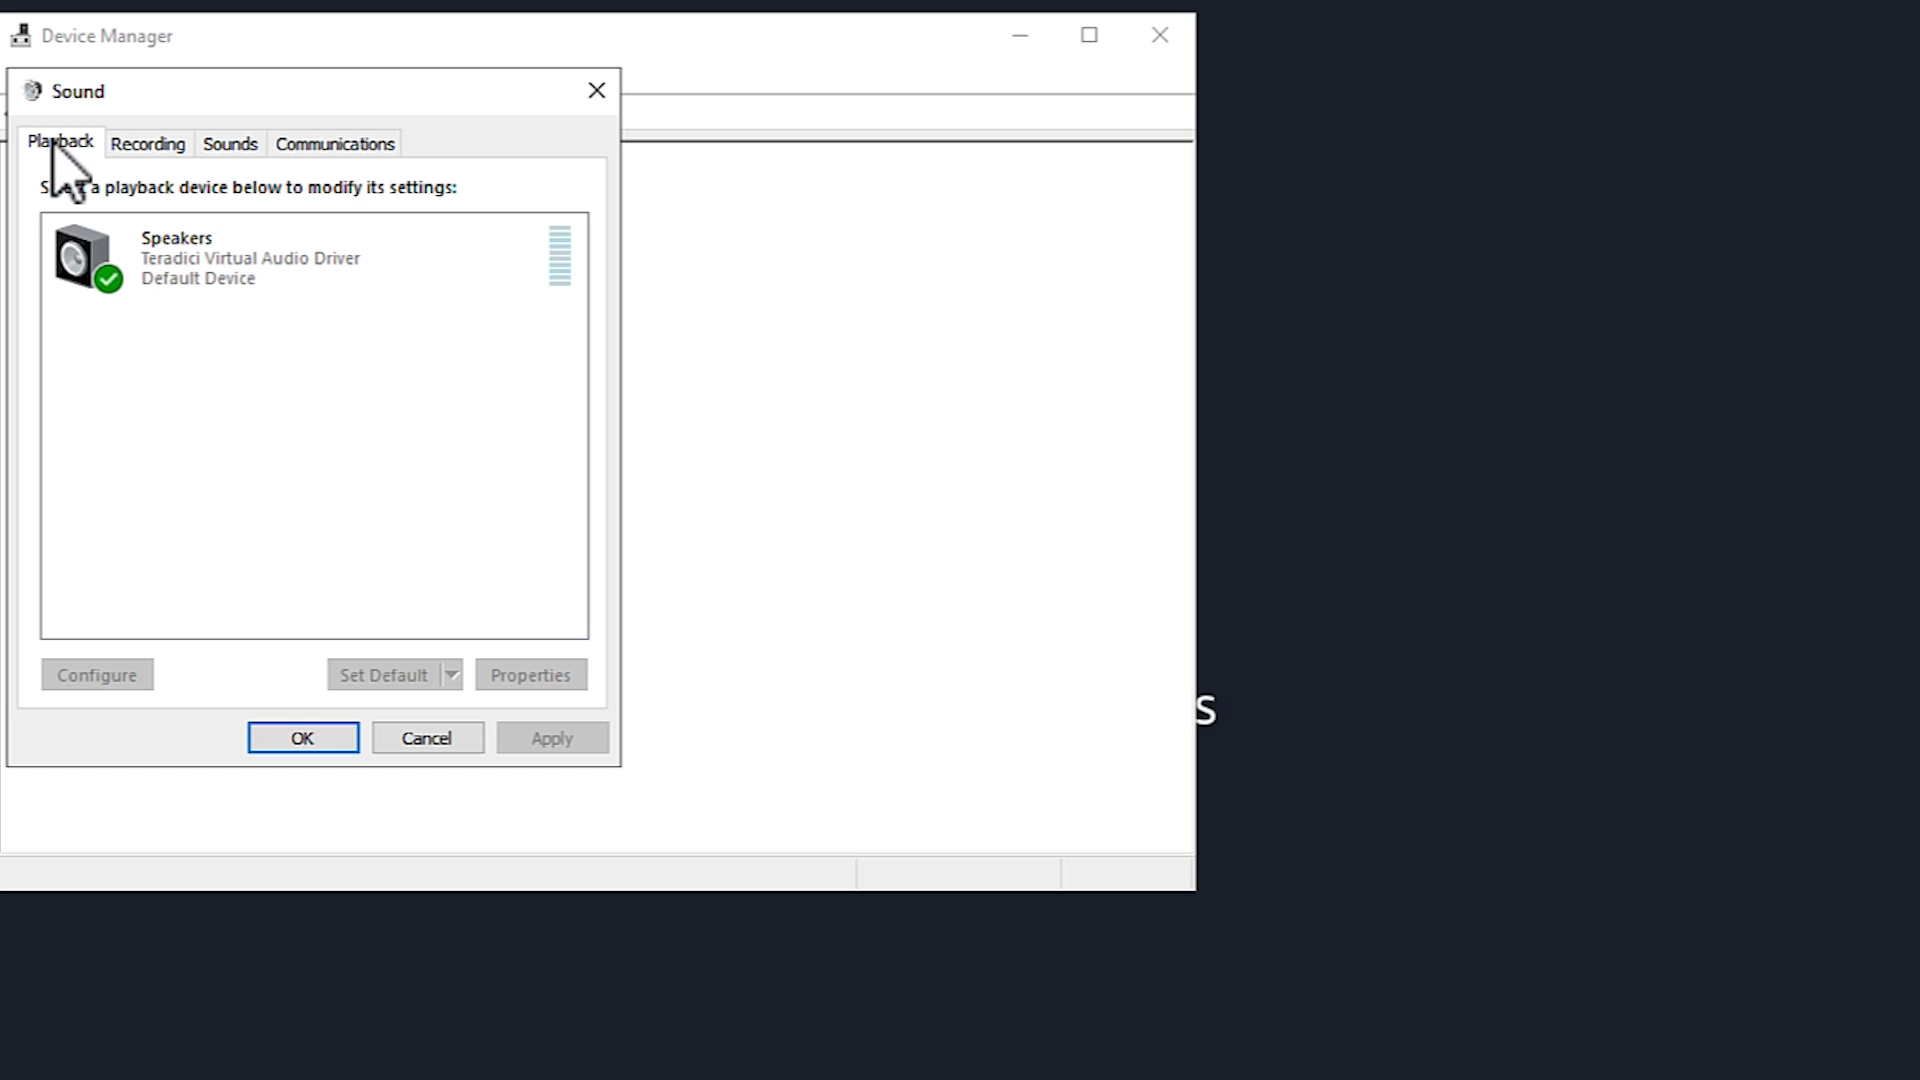 Device Manager
Sound
Playback Recording Sounds Communications
a playback device below to modify its settings:
Speakers
Teradici Virtual Audio Driver
Default Device
Configure Set Default Properties
s
OK Cancel Apply